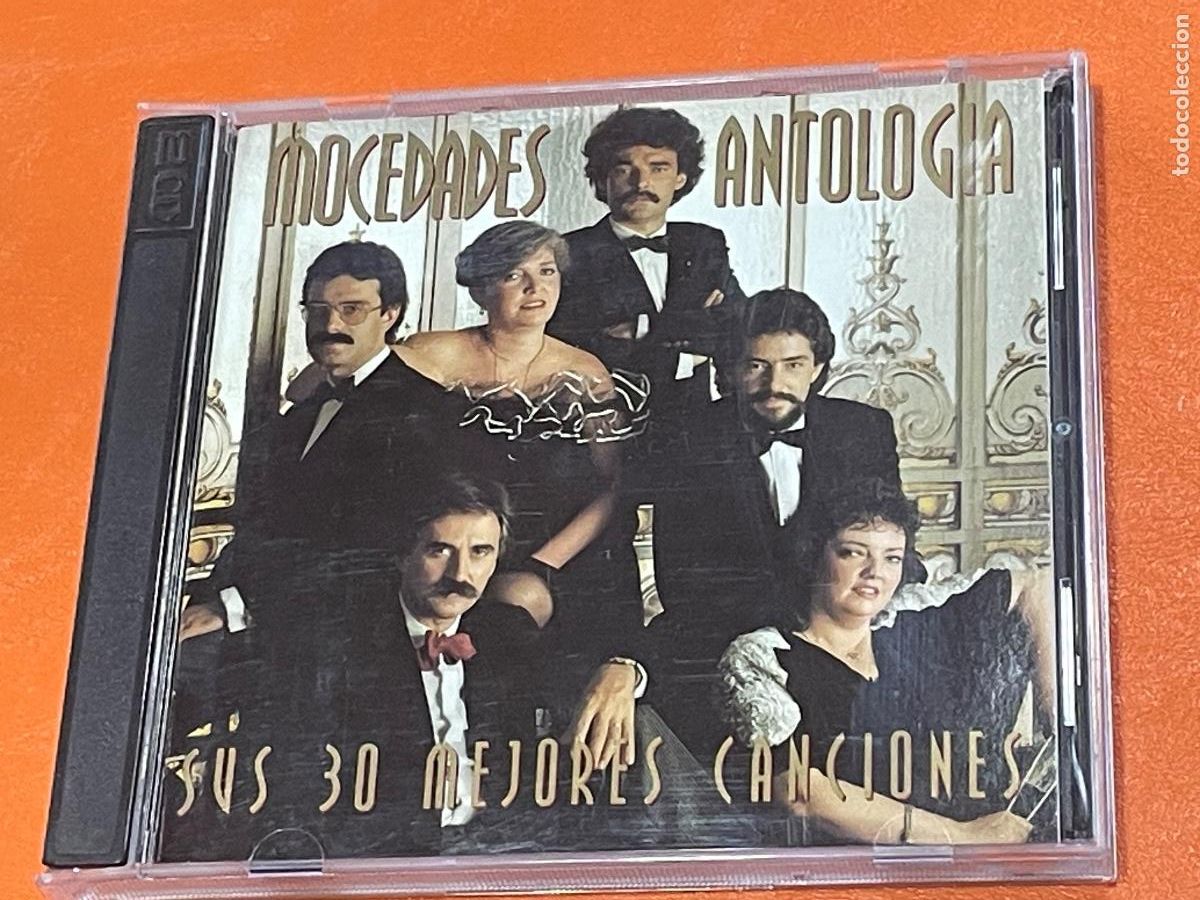 MOCEDADES ANTOLOGIA
SUS 30 MEJORES CANCIONES
todocoleccion